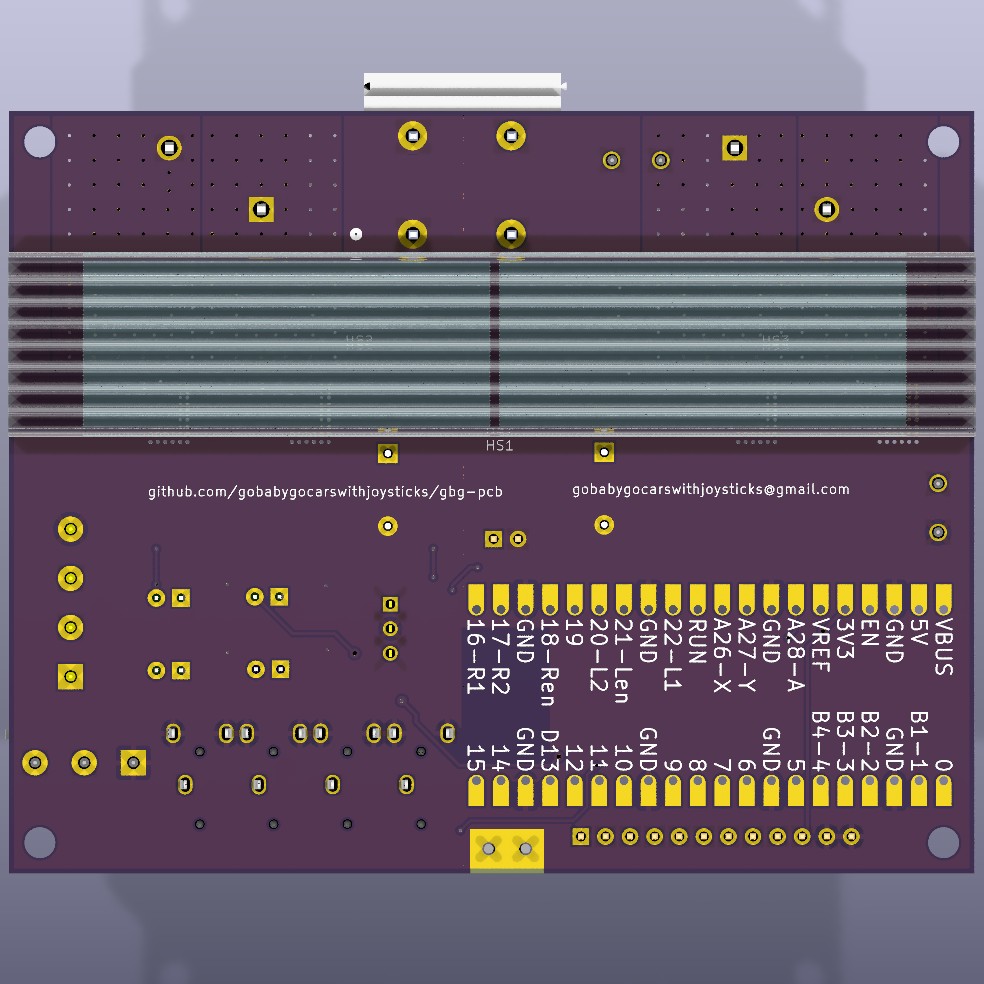 HS2
HS3
HS1
github.com/gobabygocarswithjoysticks/gbg-pcb
gobabygocarswithjoysticks@gmail.com
16-R1
17-R2
GND
18-Ren
19
20-L2
21-Len
GND
22-L1
RUN
A26-X
A27-Y
GND
A28-A
VREF
3V3
EN
GND
5V
VBUS
15
14
GND
D13
12
11
10
GND
9
8
7
6
GND
5
B4-4
B3-3
B2-2
GND
B1-1
0